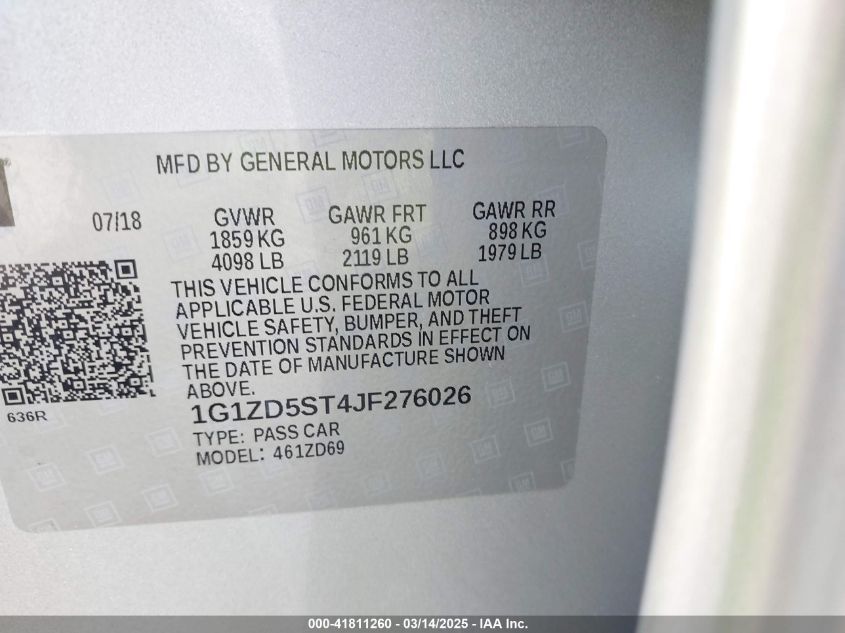 MFD BY GENERAL MOTORS LLC
07/18 GVWR GAWR FRT GAWR RR
1859 KG 961 KG 898 KG
4098 LB 2119 LB 1979 LB
THIS VEHICLE CONFORMS TO ALL
APPLICABLE U.S. FEDERAL MOTOR
VEHICLE SAFETY, BUMPER, AND THEFT
PREVENTION STANDARDS IN EFFECT ON
THE DATE OF MANUFACTURE SHOWN
ABOVE.
636R
1G1ZD5ST4JF276026
TYPE: PASS CAR
MODEL: 461ZD69
000-41811260 - 03/14/2025 - IAA Inc.